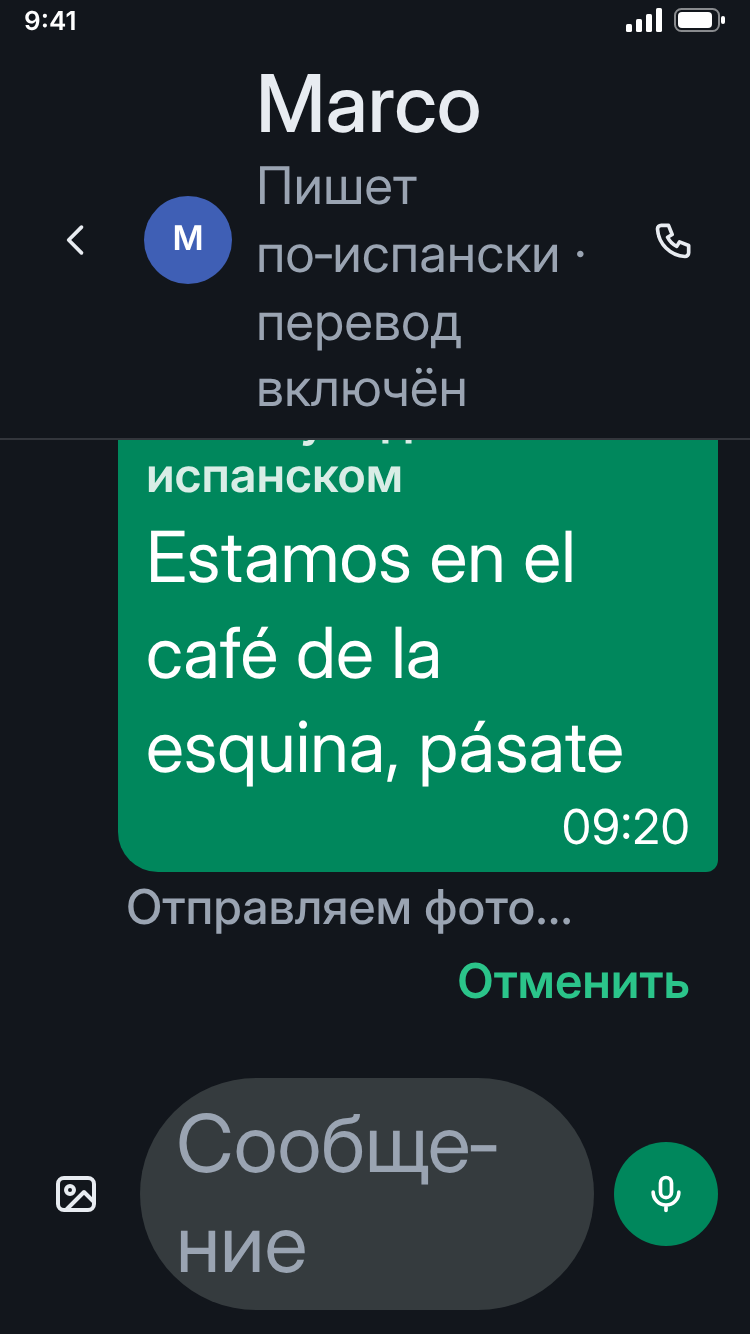 9:41
Marco
Пишет
по-испански ·
перевод
включён
M
испанском
Estamos en el
café de la
esquina, pásate
09:20
Отправляем фото...
Отменить
Сообще-
ние